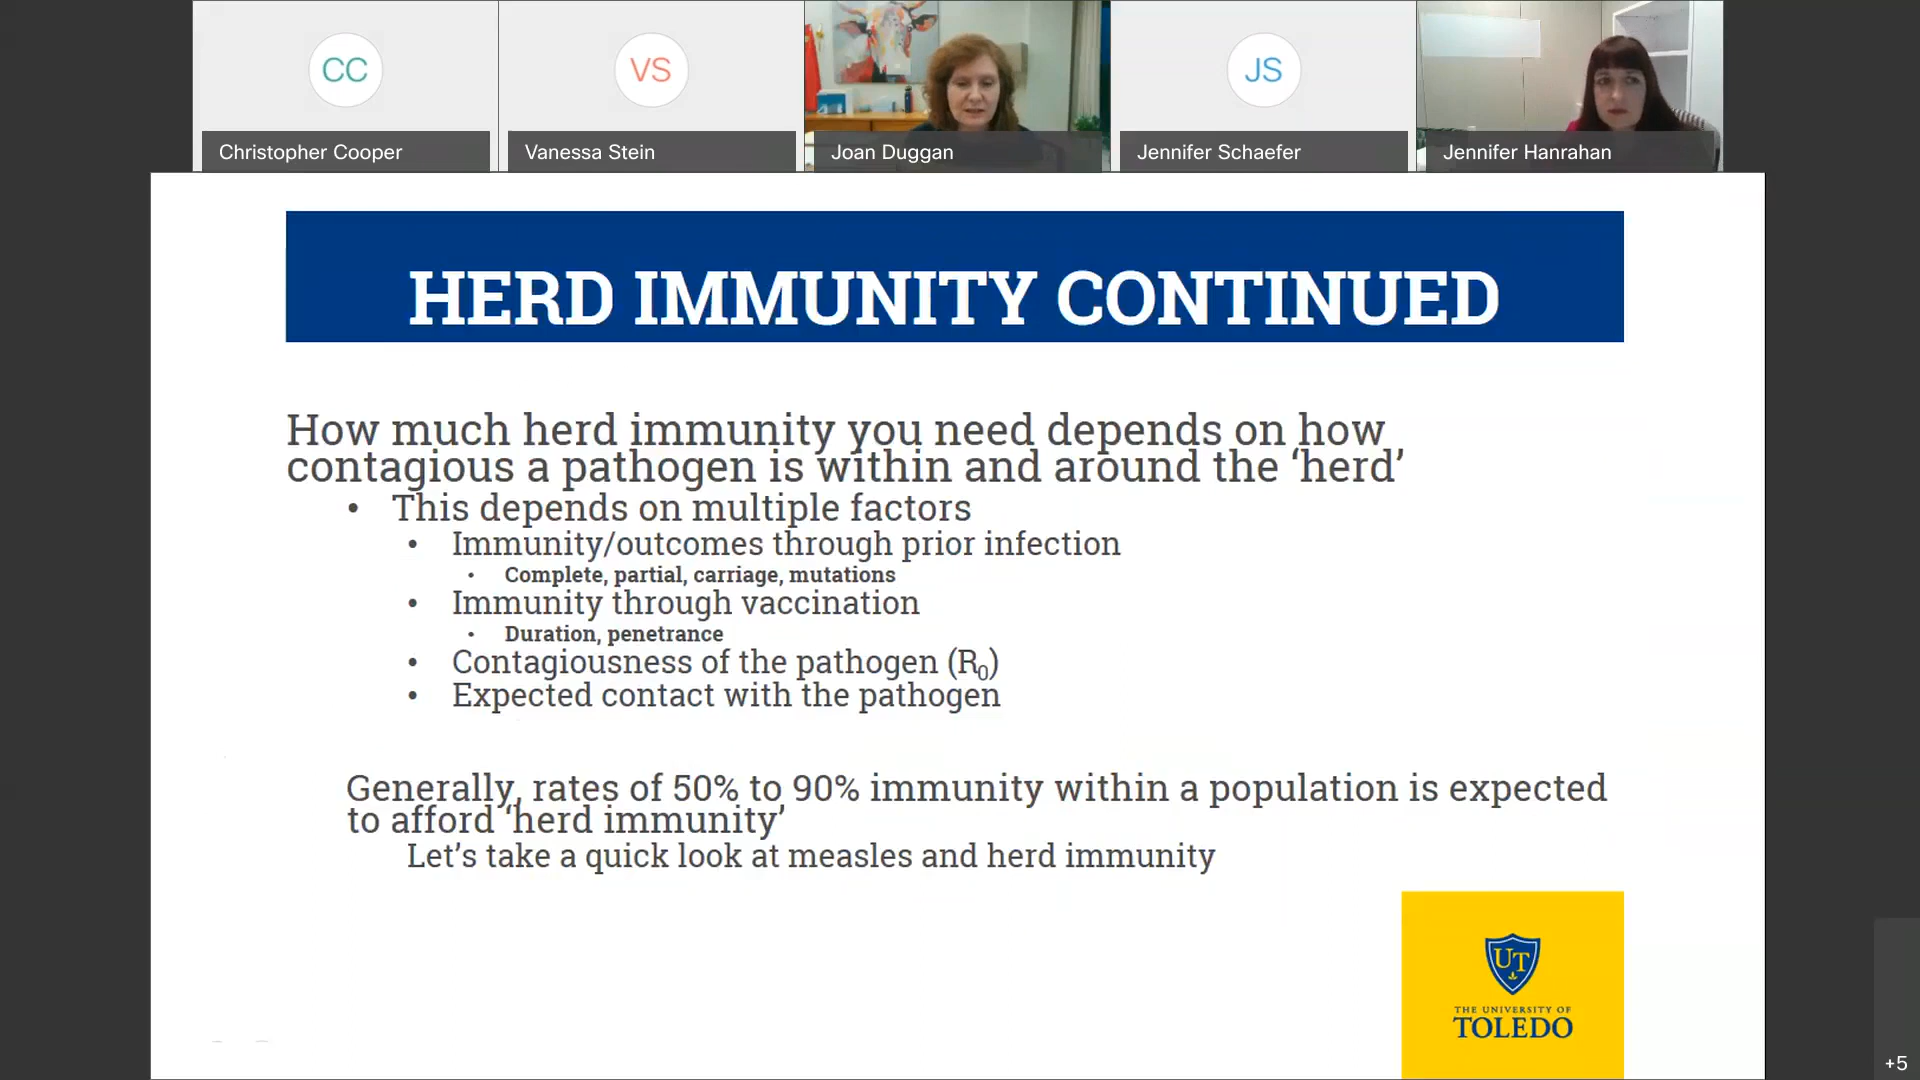 CC
VS
JS
Christopher Cooper
Vanessa Stein
Joan Duggan
Jennifer Schaefer
Jennifer Hanrahan
HERD IMMUNITY CONTINUED
How much herd immunity you need depends on how
contagious a pathogen is within and around the ‘herd’
• This depends on multiple factors
• Immunity/outcomes through prior infection
• Complete, partial, carriage, mutations
• Immunity through vaccination
• Duration, penetrance
• Contagiousness of the pathogen (R₀)
• Expected contact with the pathogen
Generally, rates of 50% to 90% immunity within a population is expected
to afford ‘herd immunity’
Let’s take a quick look at measles and herd immunity
UT
THE UNIVERSITY OF
TOLEDO
+5